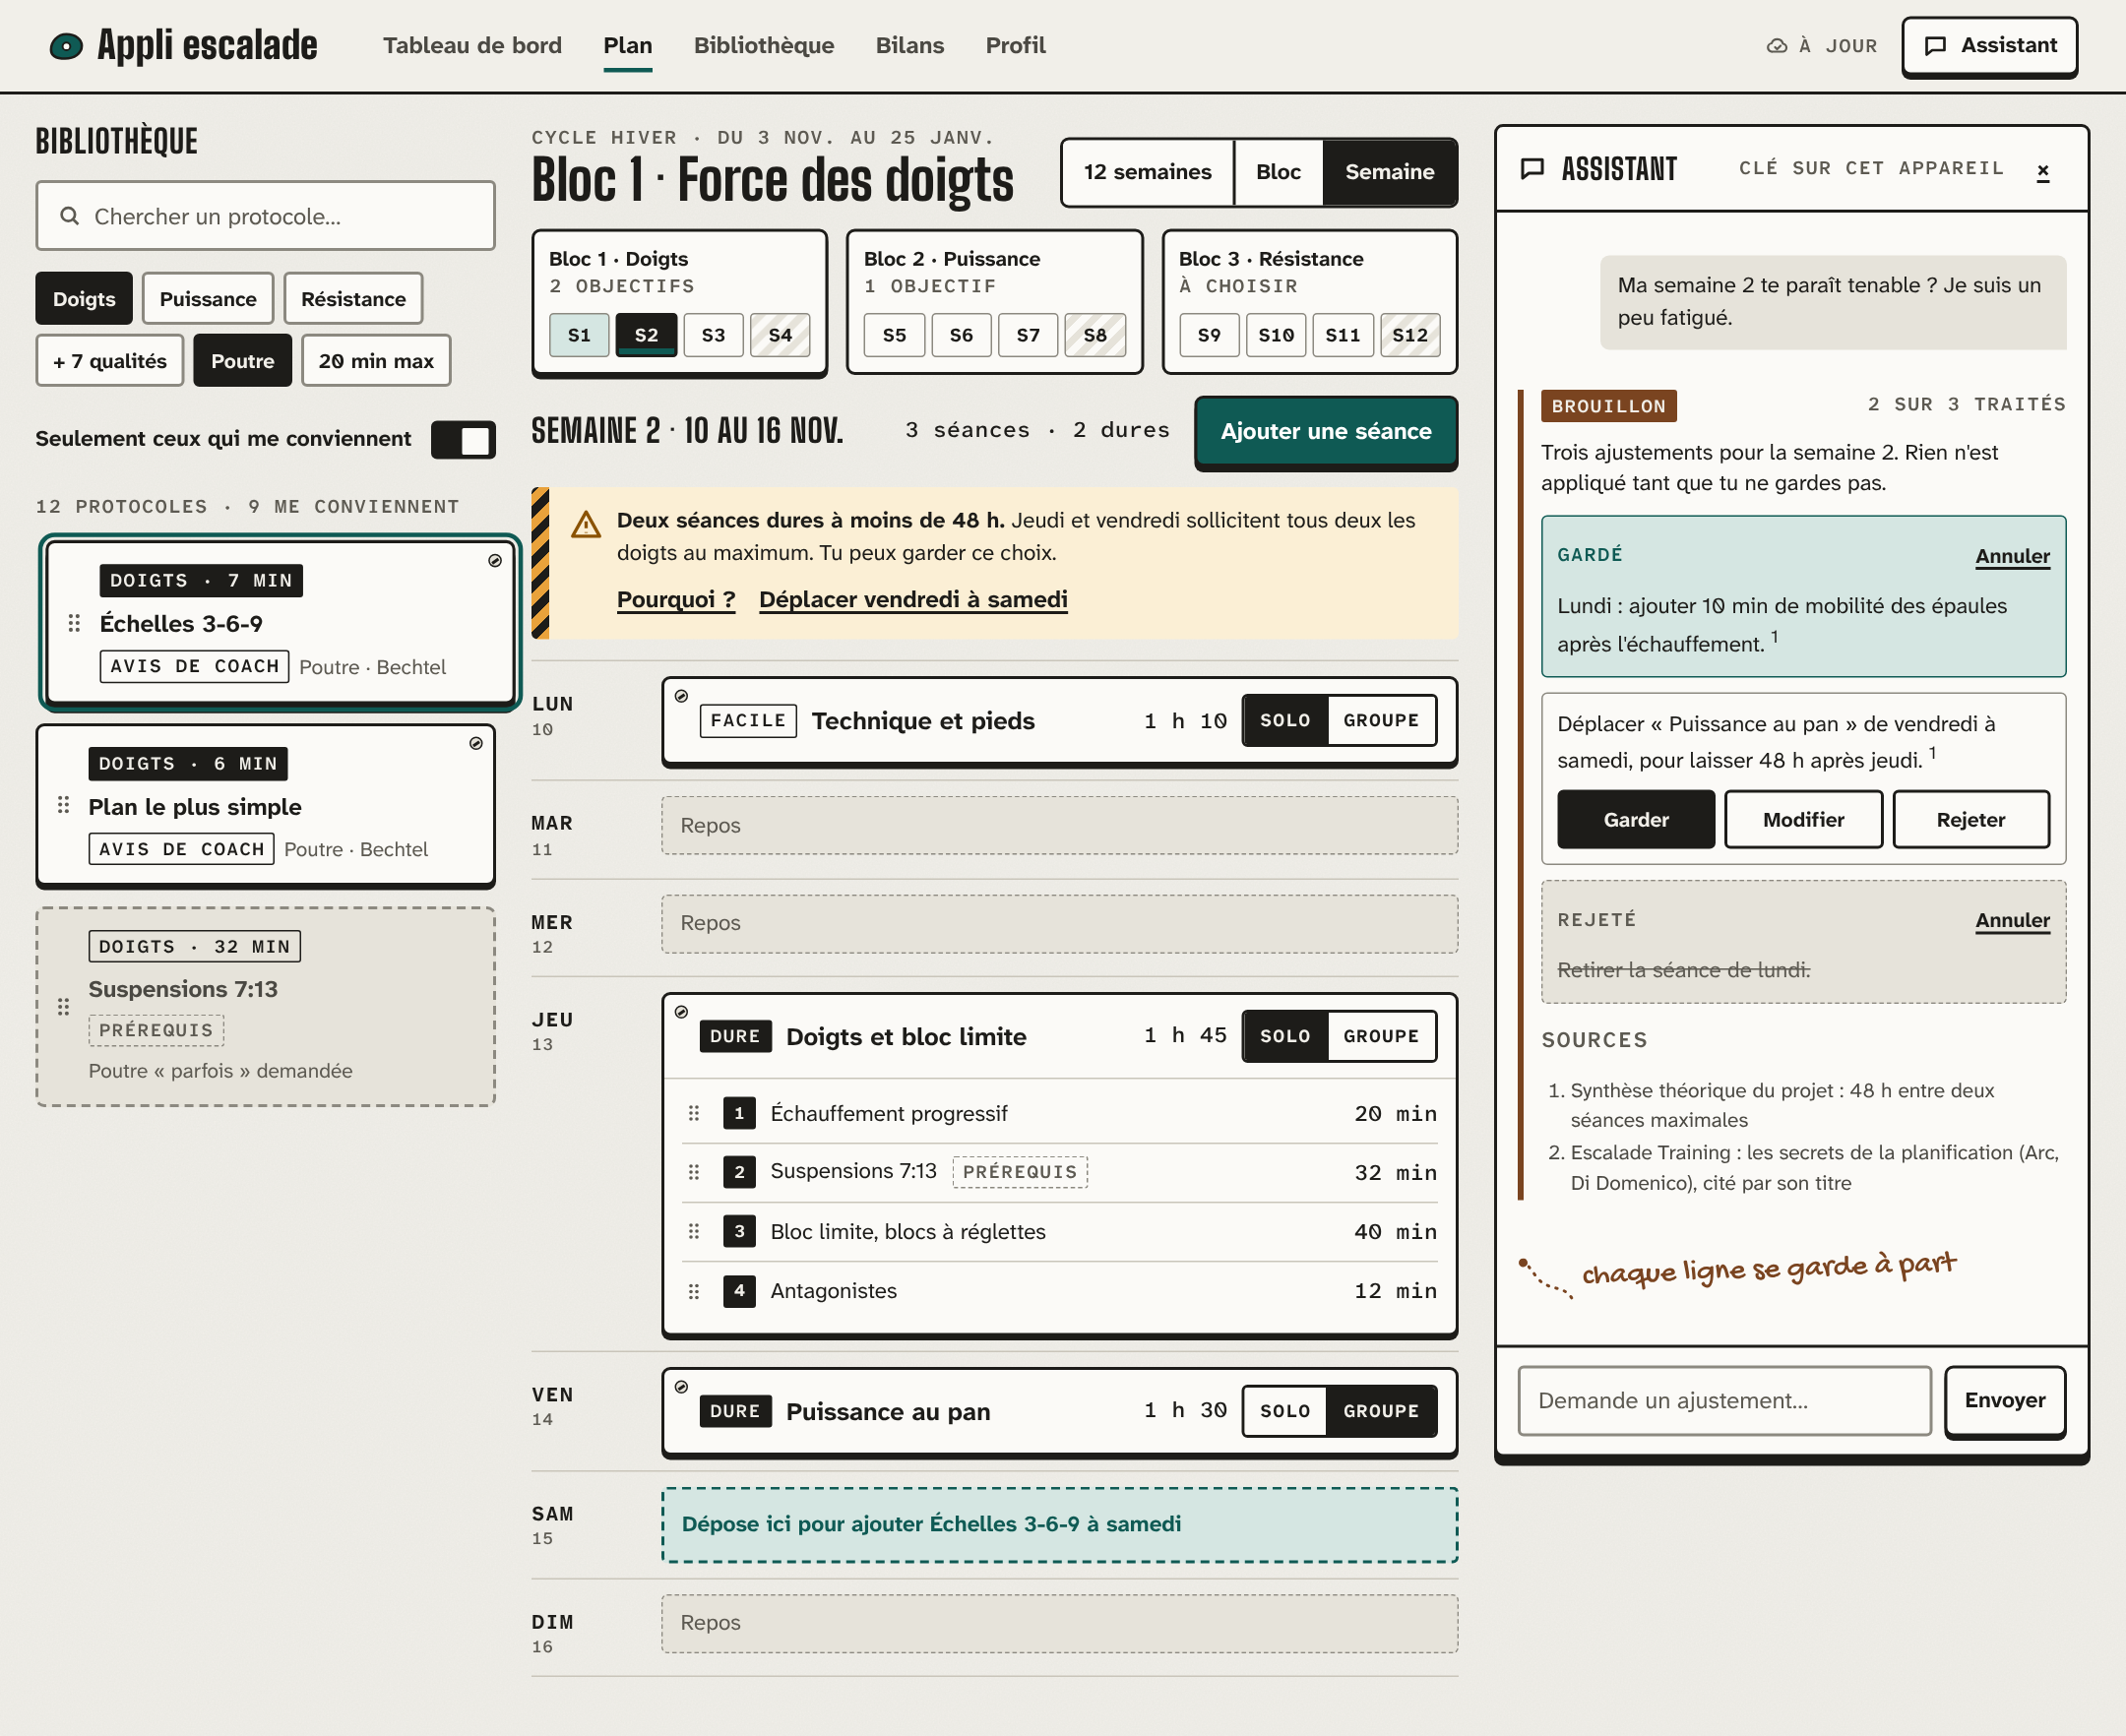 Appli escalade
Tableau de bord
Plan
Bibliothèque
Bilans
Profil
À JOUR
Assistant
BIBLIOTHÈQUE
Chercher un protocole...
Doigts
Puissance
Résistance
+ 7 qualités
Poutre
20 min max
Seulement ceux qui me conviennent
12 PROTOCOLES · 9 ME CONVIENNENT
DOIGTS · 7 MIN
Échelles 3-6-9
AVIS DE COACH Poutre · Bechtel
DOIGTS · 6 MIN
Plan le plus simple
AVIS DE COACH Poutre · Bechtel
DOIGTS · 32 MIN
Suspensions 7:13
PRÉREQUIS
Poutre « parfois » demandée
CYCLE HIVER · DU 3 NOV. AU 25 JANV.
Bloc 1 · Force des doigts
12 semaines
Bloc
Semaine
Bloc 1 · Doigts
2 OBJECTIFS
S1 S2 S3 S4
Bloc 2 · Puissance
1 OBJECTIF
S5 S6 S7 S8
Bloc 3 · Résistance
À CHOISIR
S9 S10 S11 S12
SEMAINE 2 · 10 AU 16 NOV.
3 séances · 2 dures
Ajouter une séance
Deux séances dures à moins de 48 h. Jeudi et vendredi sollicitent tous deux les
doigts au maximum. Tu peux garder ce choix.
Pourquoi ? Déplacer vendredi à samedi
LUN
10
FACILE Technique et pieds 1 h 10 SOLO GROUPE
MAR
11
Repos
MER
12
Repos
JEU
13
DURE Doigts et bloc limite 1 h 45 SOLO GROUPE
1 Échauffement progressif 20 min
2 Suspensions 7:13 PRÉREQUIS 32 min
3 Bloc limite, blocs à réglettes 40 min
4 Antagonistes 12 min
VEN
14
DURE Puissance au pan 1 h 30 SOLO GROUPE
SAM
15
Dépose ici pour ajouter Échelles 3-6-9 à samedi
DIM
16
Repos
ASSISTANT
CLÉ SUR CET APPAREIL
×
Ma semaine 2 te paraît tenable ? Je suis un
peu fatigué.
BROUILLON
2 SUR 3 TRAITÉS
Trois ajustements pour la semaine 2. Rien n'est
appliqué tant que tu ne gardes pas.
GARDÉ
Annuler
Lundi : ajouter 10 min de mobilité des épaules
après l'échauffement. 1
Déplacer « Puissance au pan » de vendredi à
samedi, pour laisser 48 h après jeudi. 1
Garder
Modifier
Rejeter
REJETÉ
Annuler
Retirer la séance de lundi.
SOURCES
1. Synthèse théorique du projet : 48 h entre deux
séances maximales
2. Escalade Training : les secrets de la planification (Arc,
Di Domenico), cité par son titre
chaque ligne se garde à part
Demande un ajustement...
Envoyer